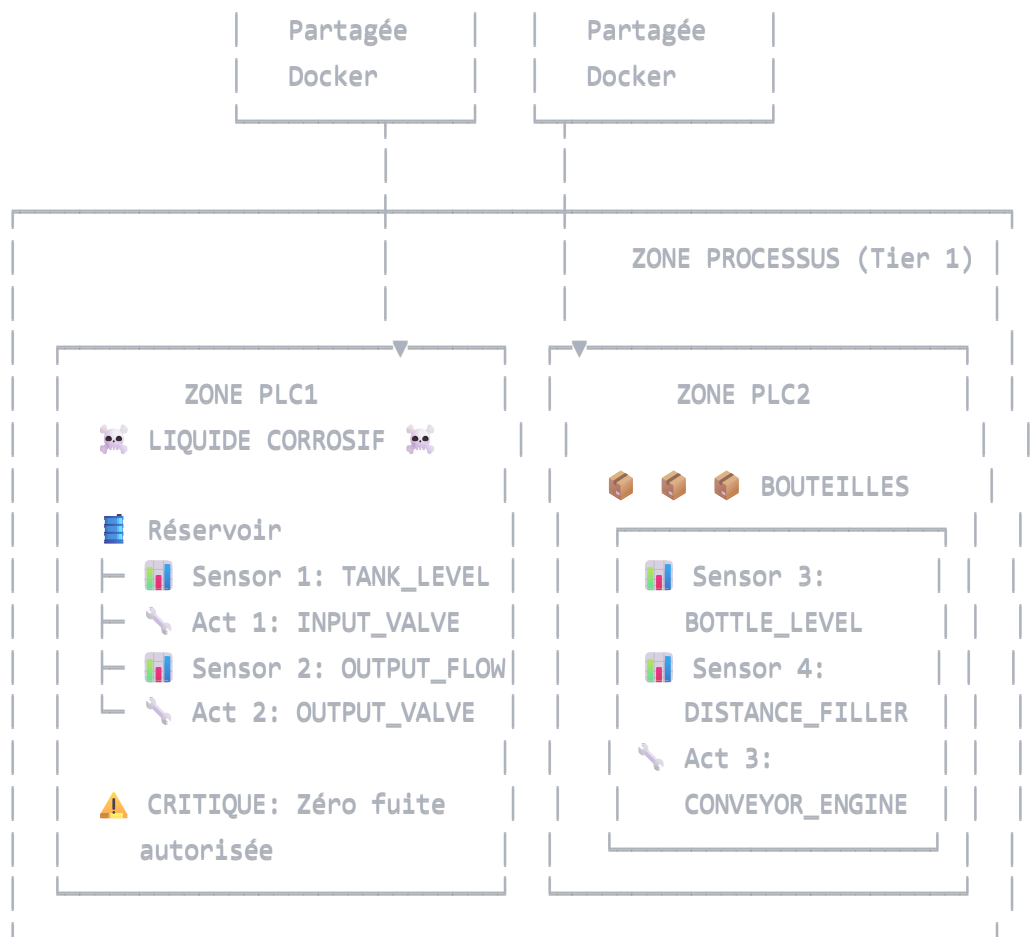 Partagée
Docker
Partagée
Docker
ZONE PROCESSUS (Tier 1)
ZONE PLC1
LIQUIDE CORROSIF
Réservoir
Sensor 1: TANK_LEVEL
Act 1: INPUT_VALVE
Sensor 2: OUTPUT_FLOW
Act 2: OUTPUT_VALVE
CRITIQUE: Zéro fuite
autorisée
ZONE PLC2
BOUTEILLES
Sensor 3:
BOTTLE_LEVEL
Sensor 4:
DISTANCE_FILLER
Act 3:
CONVEYOR_ENGINE